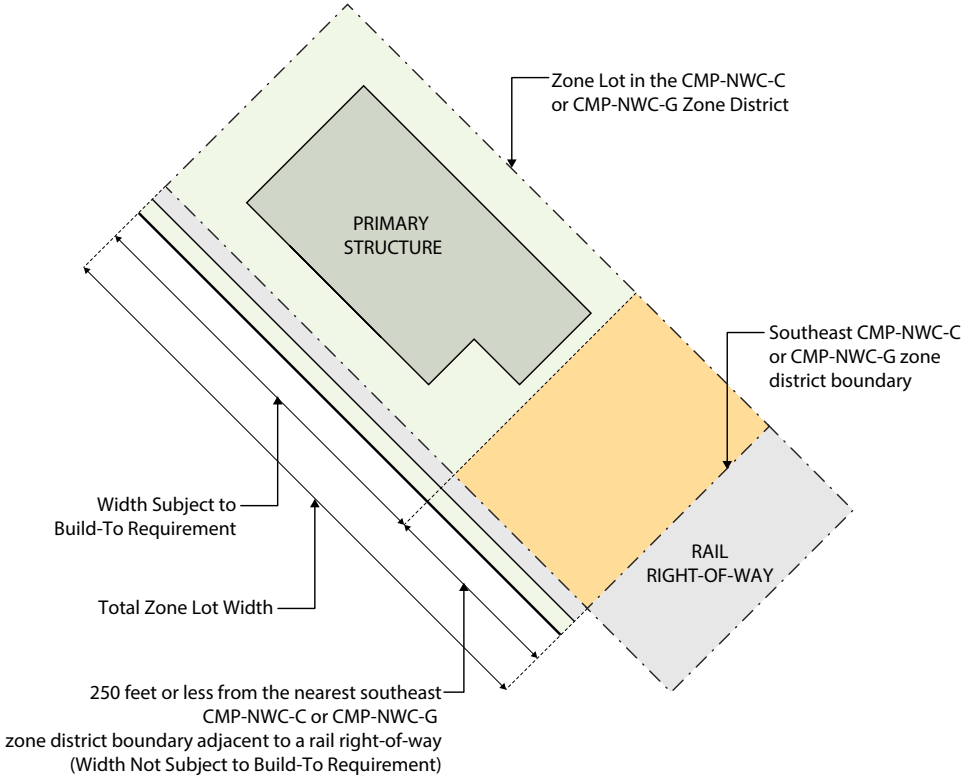 Zone Lot in the CMP-NWC-C
or CMP-NWC-G Zone District
PRIMARY
STRUCTURE
Southeast CMP-NWC-C
or CMP-NWC-G zone
district boundary
Width Subject to
Build-To Requirement
RAIL
RIGHT-OF-WAY
Total Zone Lot Width
250 feet or less from the nearest southeast
CMP-NWC-C or CMP-NWC-G
zone district boundary adjacent to a rail right-of-way
(Width Not Subject to Build-To Requirement)